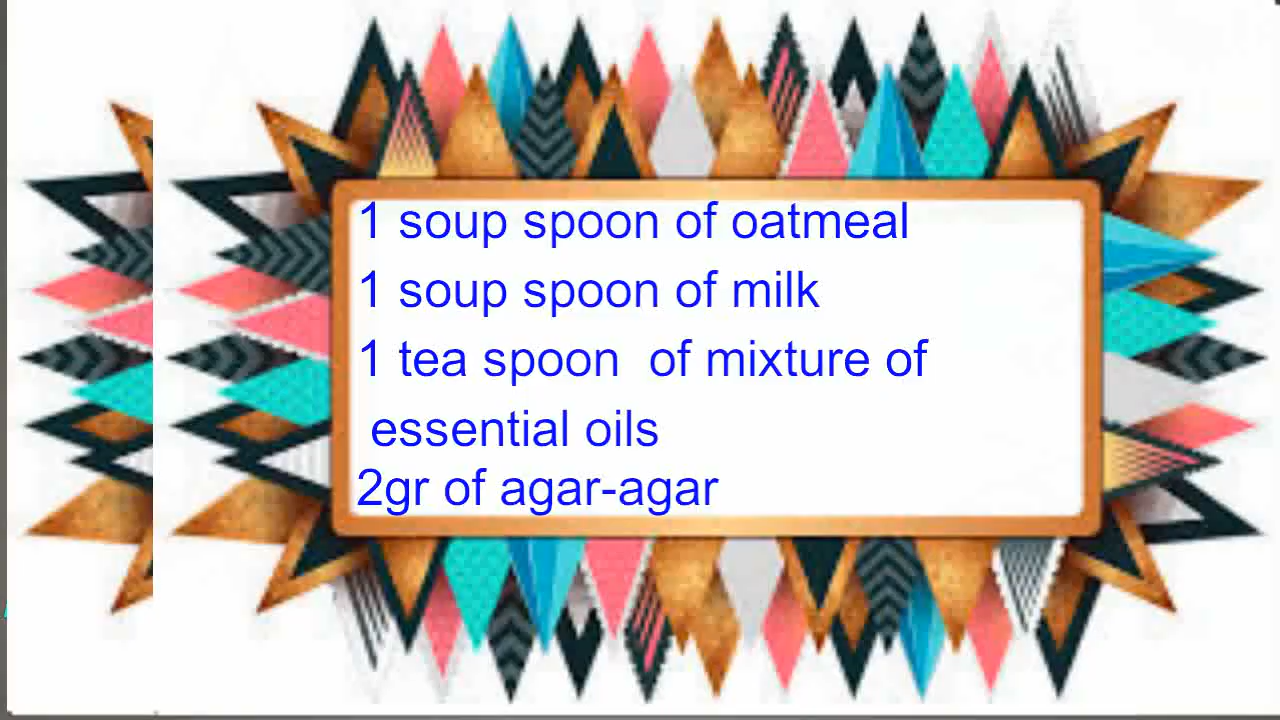 1 soup spoon of oatmeal
1 soup spoon of milk
1 tea spoon  of mixture of
essential oils
2gr of agar-agar